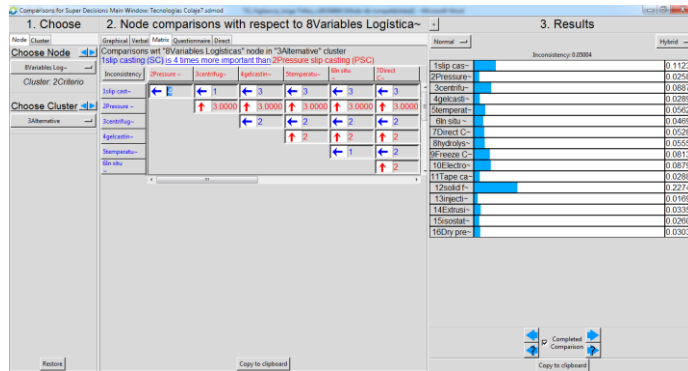 Comparisons for Super Decisions Main Window: Tecnologias ColejeT.sdmod
1. Choose
2. Node comparisons with respect to 8Variables Logistica~
3. Results
Node Cluster
Choose Node
8Variables Log~
Cluster: 2Criterio
Choose Cluster
3Alternative
Restore
Graphical Verbal Matrix Questionnaire Direct
Comparisons wrt "8Variables Logisticas" node in "3Alternative" cluster
1slip casting (SC) is 4 times more important than 2Pressure slip casting (PSC)
Inconsistency 2Pressure ~ 3centrifug~ 4gelcastin~ 5temperatu~ 6In situ ~ 7Direct C~
1slip cast~ 4 1 3 3 3 3
2Pressure ~ 3.0000 3.0000 3.0000 3.0000 3.0000
3centrifug~ 2 2 2 2
4gelcastin~ 2 2 2
5temperatu~ 1 2
6In situ ~ 2
Copy to clipboard
Normal Hybrid
Inconsistency: 0.05004
1slip cas~ 0.1123
2Pressure~ 0.0258
3centrifu~ 0.0887
4gelcasti~ 0.0289
5temperat~ 0.0562
6In situ ~ 0.0469
7Direct C~ 0.0528
8hydrolys~ 0.0555
9Freeze C~ 0.0813
10Electro~ 0.0879
11Tape ca~ 0.0288
12solid f~ 0.2274
13injecti~ 0.0169
14Extrusi~ 0.0335
15isostat~ 0.0260
16Dry pre~ 0.0303
Completed
Comparison
Copy to clipboard